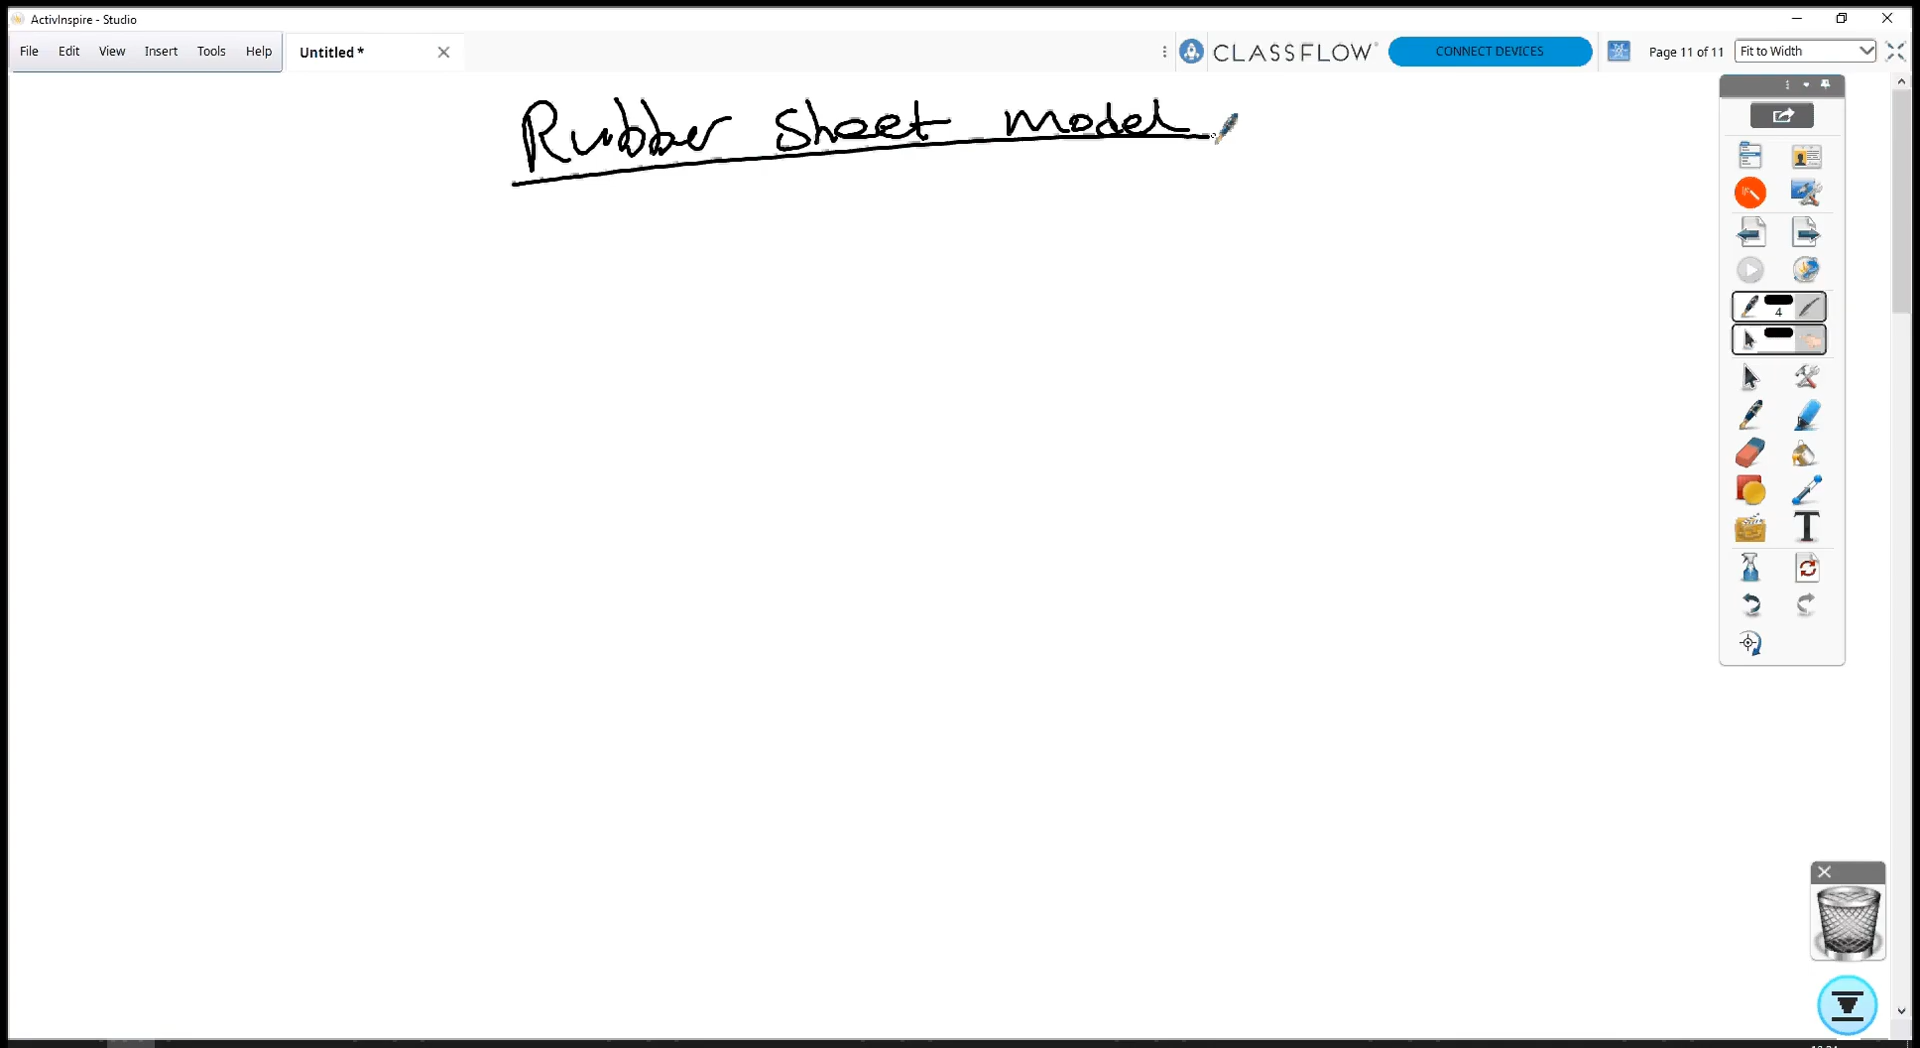 ActivInspire - Studio
File Edit View Insert Tools Help Untitled * CLASSFLOW CONNECT DEVICES Page 11 of 11 Fit to Width
Rubber sheet model
4
T